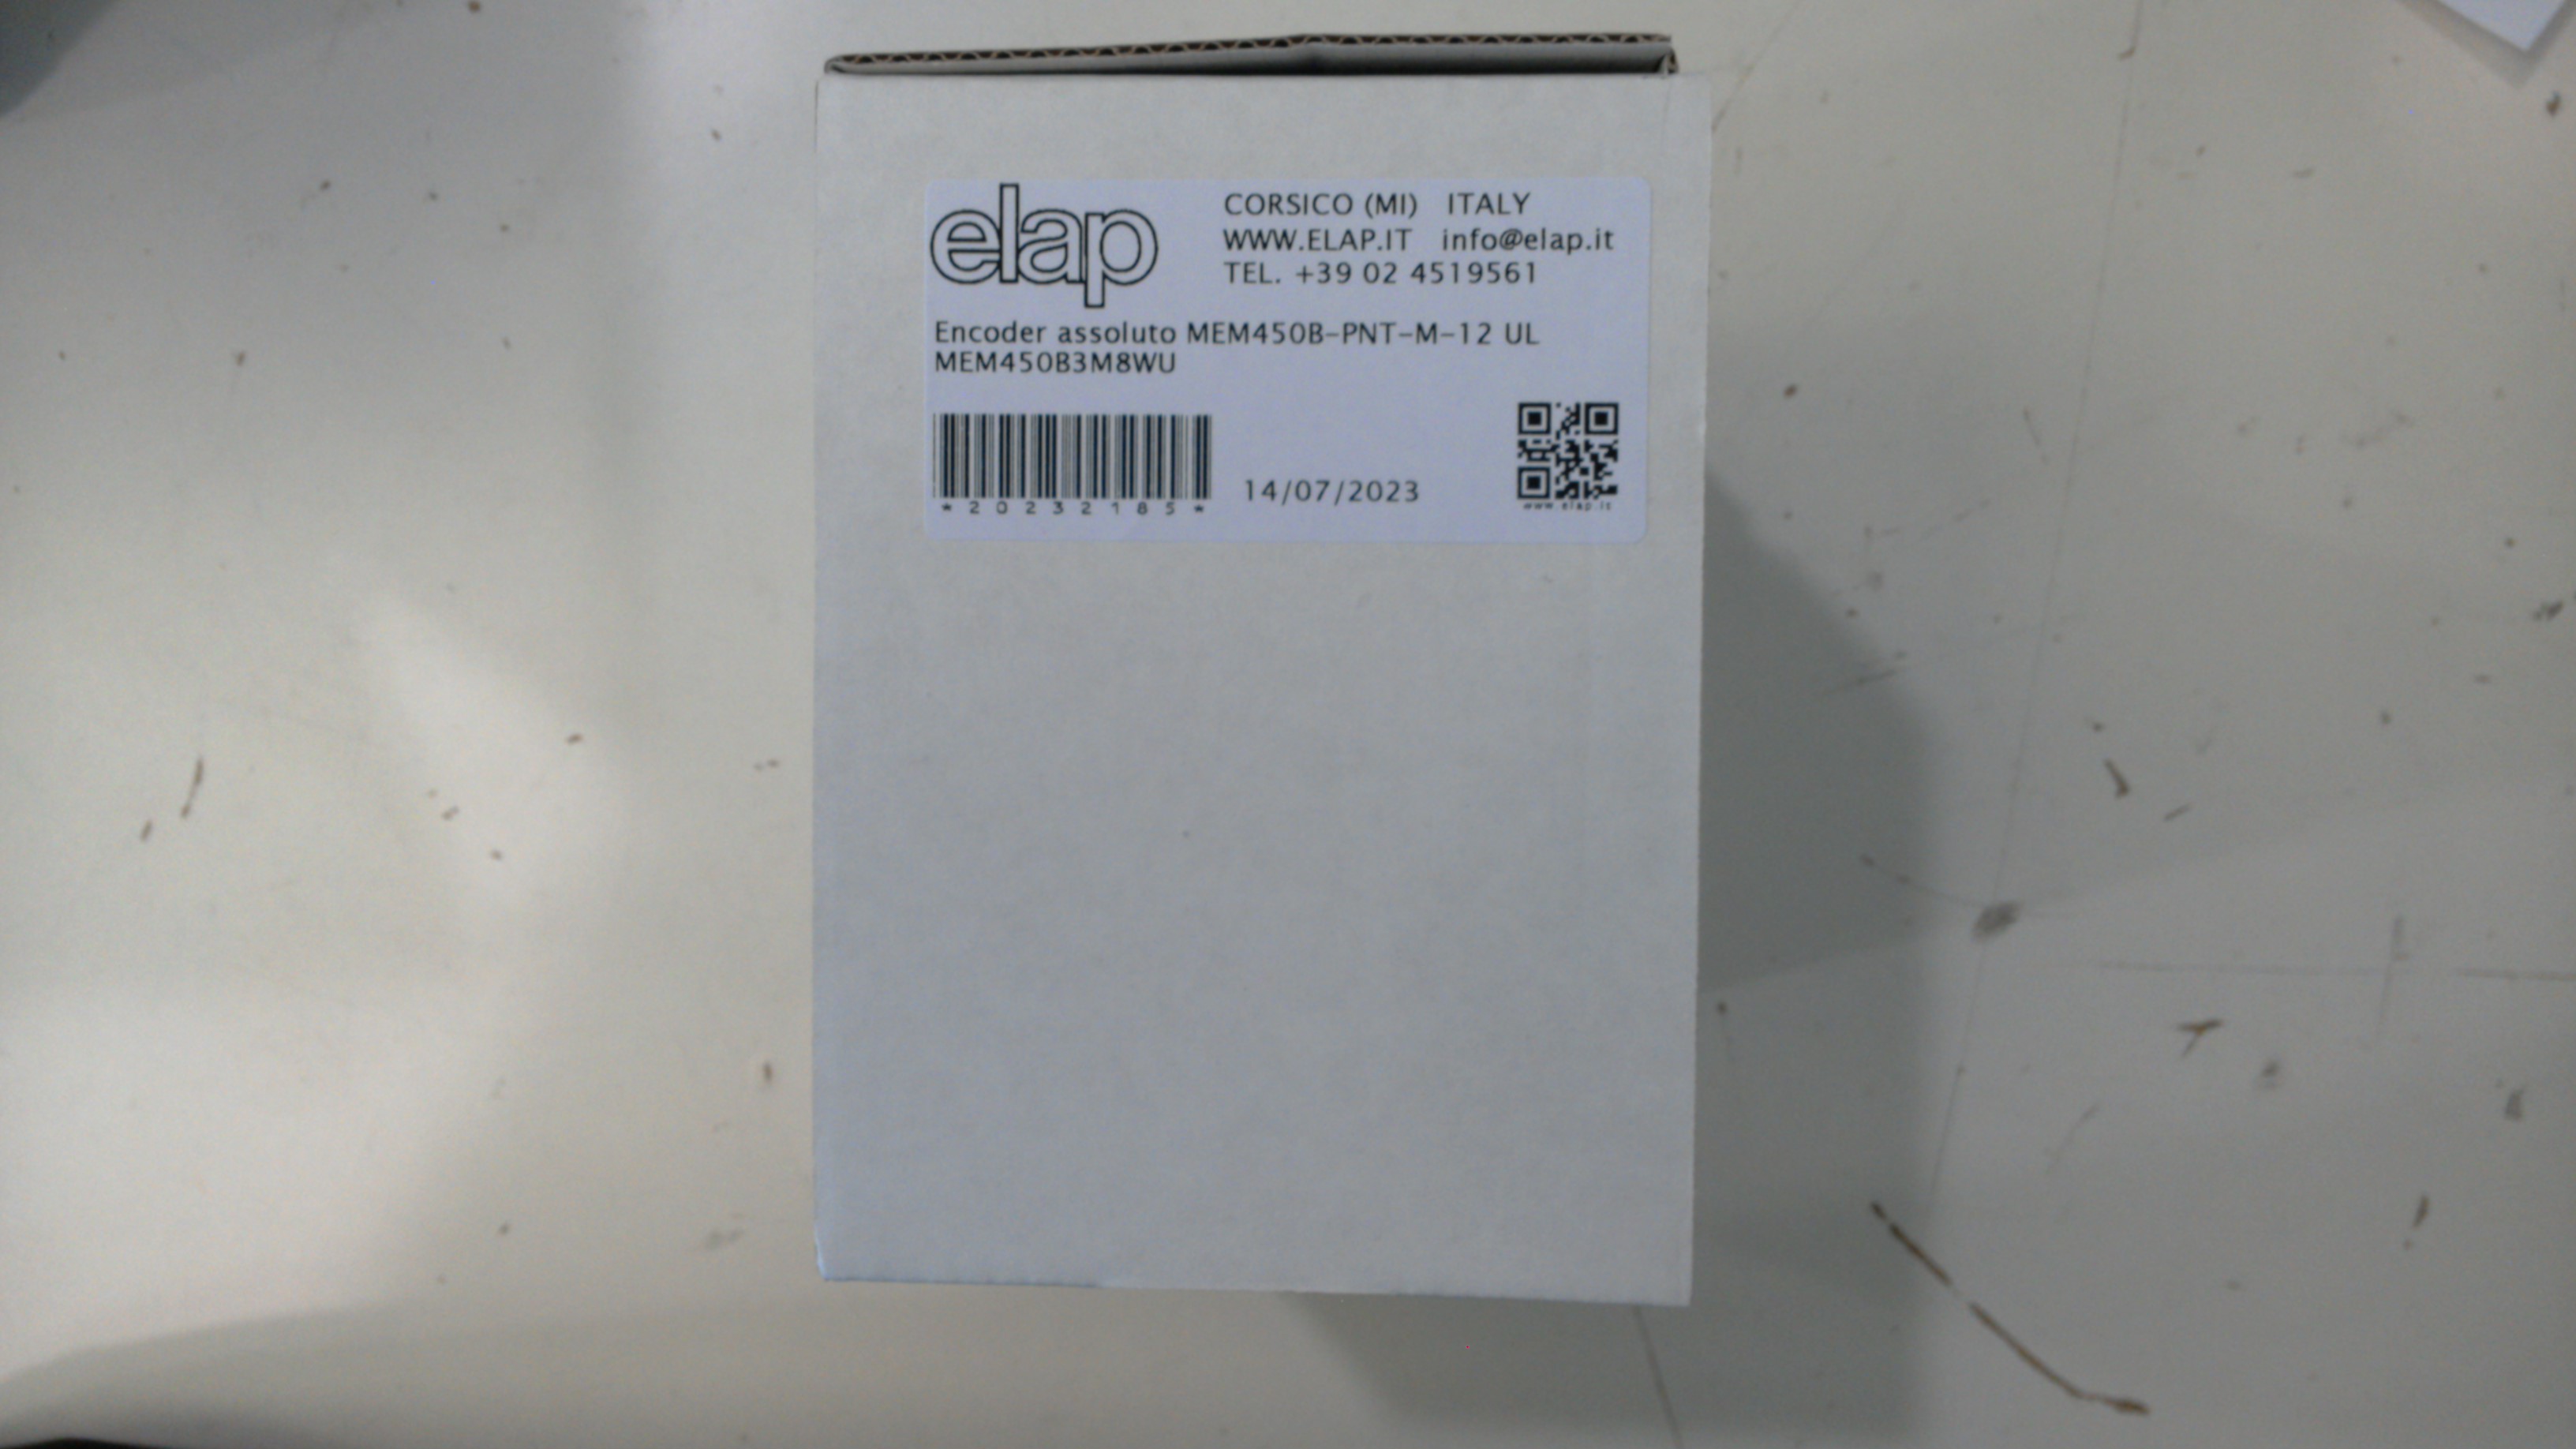 elap
CORSICO (MI) ITALY
WWW.ELAP.IT info@elap.it
TEL. +39 02 4519561
Encoder assoluto MEM450B-PNT-M-12 UL
MEM450B3M8WU
*20232185*
14/07/2023
www.elap.it